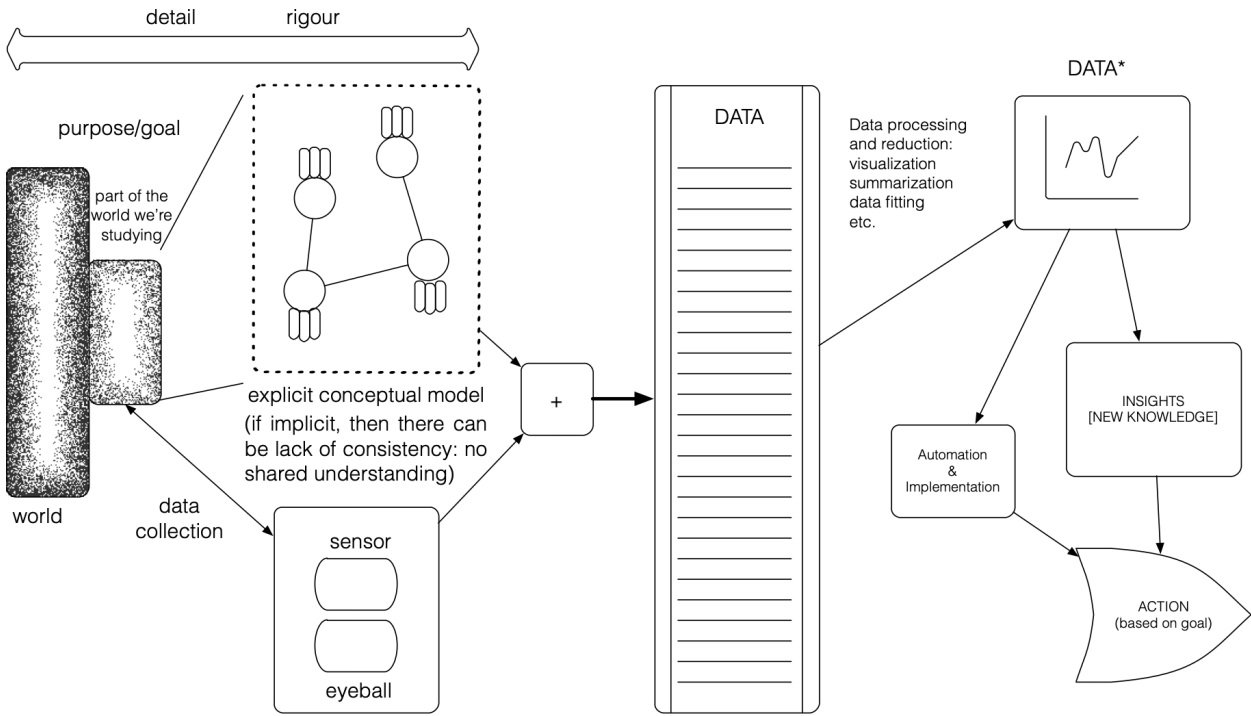 detail rigour
purpose/goal
part of the
world we're
studying
world
explicit conceptual model
(if implicit, then there can
be lack of consistency: no
shared understanding)
data
collection
sensor
eyeball
+
DATA
Data processing
and reduction:
visualization
summarization
data fitting
etc.
DATA*
Automation
&
Implementation
INSIGHTS
[NEW KNOWLEDGE]
ACTION
(based on goal)